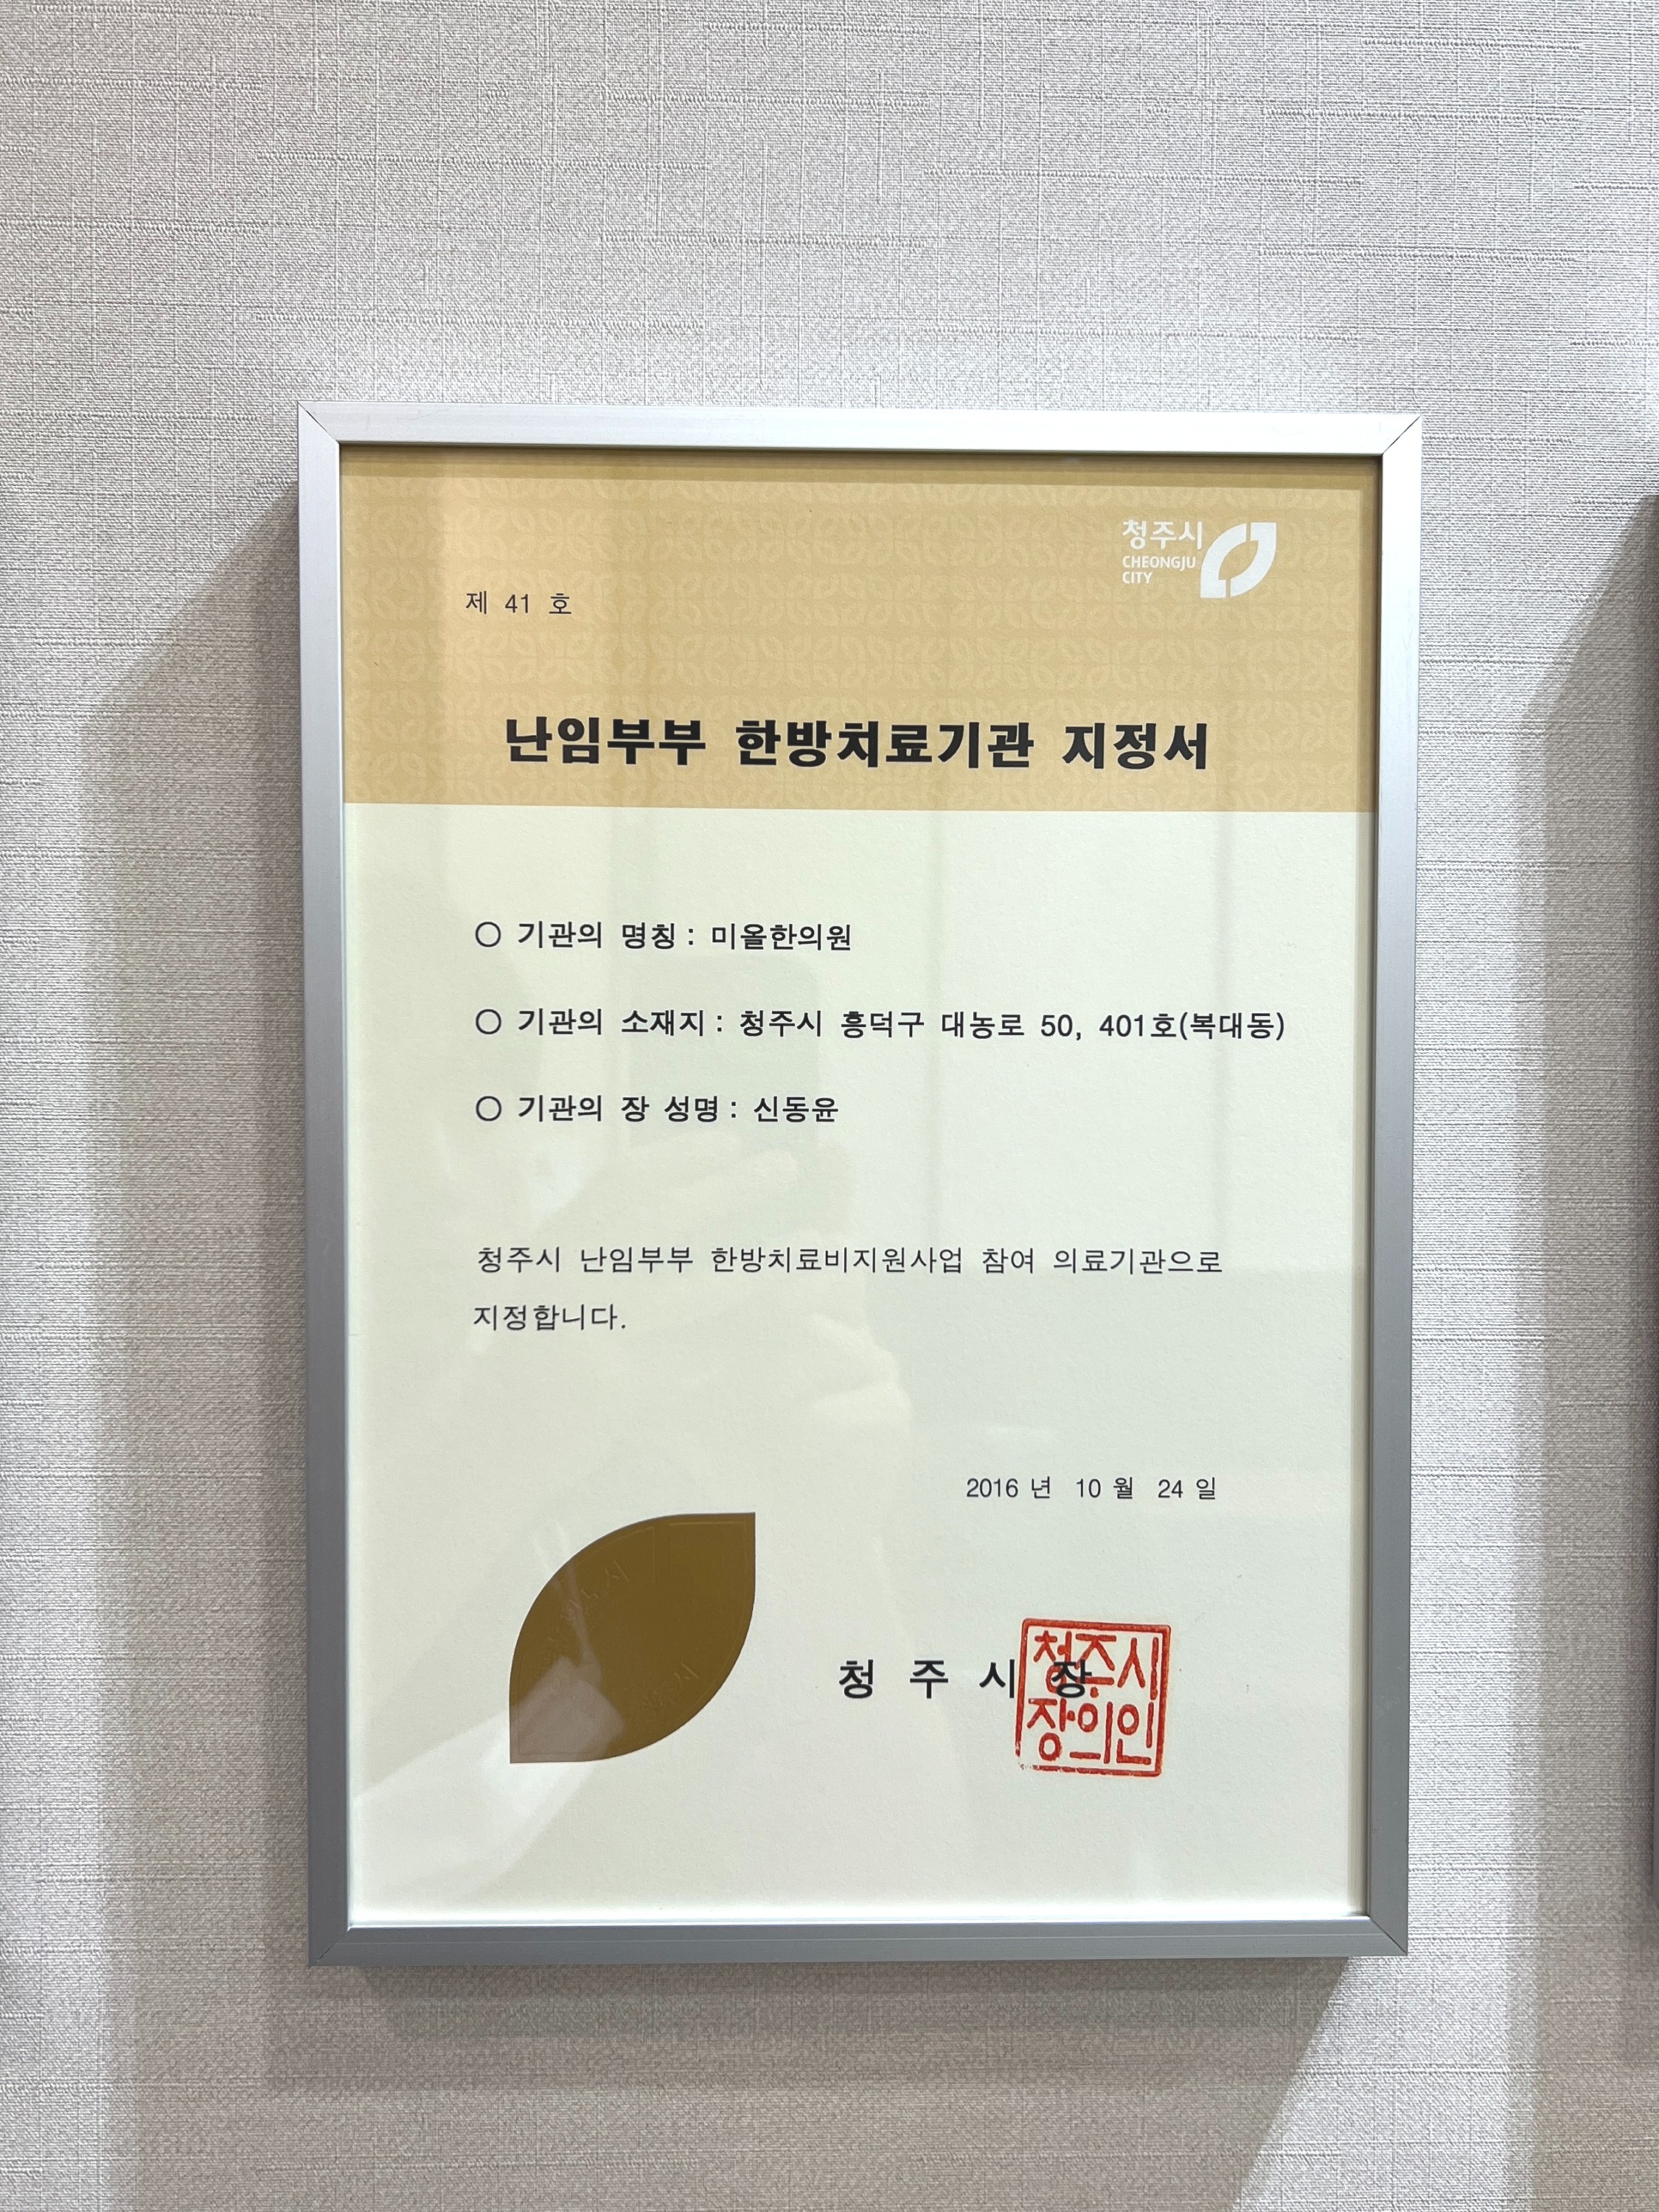 청주시
CHEONGJU
CITY
제 41 호
난임부부 한방치료기관 지정서
○ 기관의 명칭 : 미올한의원
○ 기관의 소재지 : 청주시 흥덕구 대농로 50, 401호(복대동)
○ 기관의 장 성명 : 신동윤
청주시 난임부부 한방치료비지원사업 참여 의료기관으로
지정합니다.
2016 년 10 월 24 일
청 주 시 장
청주시
장의인